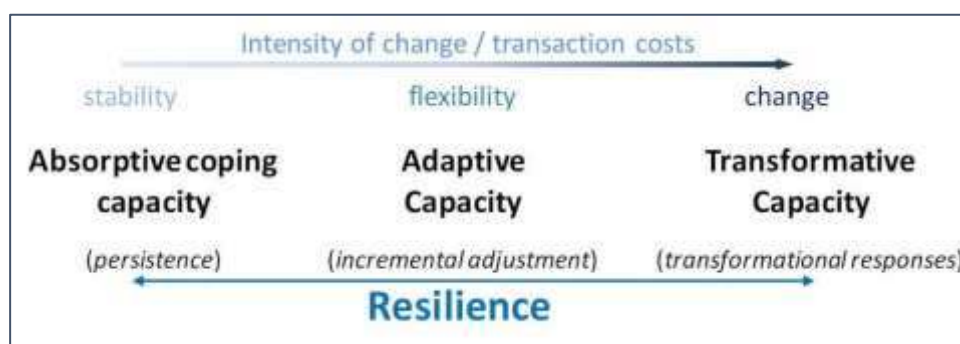 Intensity of change / transaction costs
stability flexibility change
Absorptive coping capacity
Adaptive Capacity
Transformative Capacity
(persistence) (incremental adjustment) (transformational responses)
Resilience